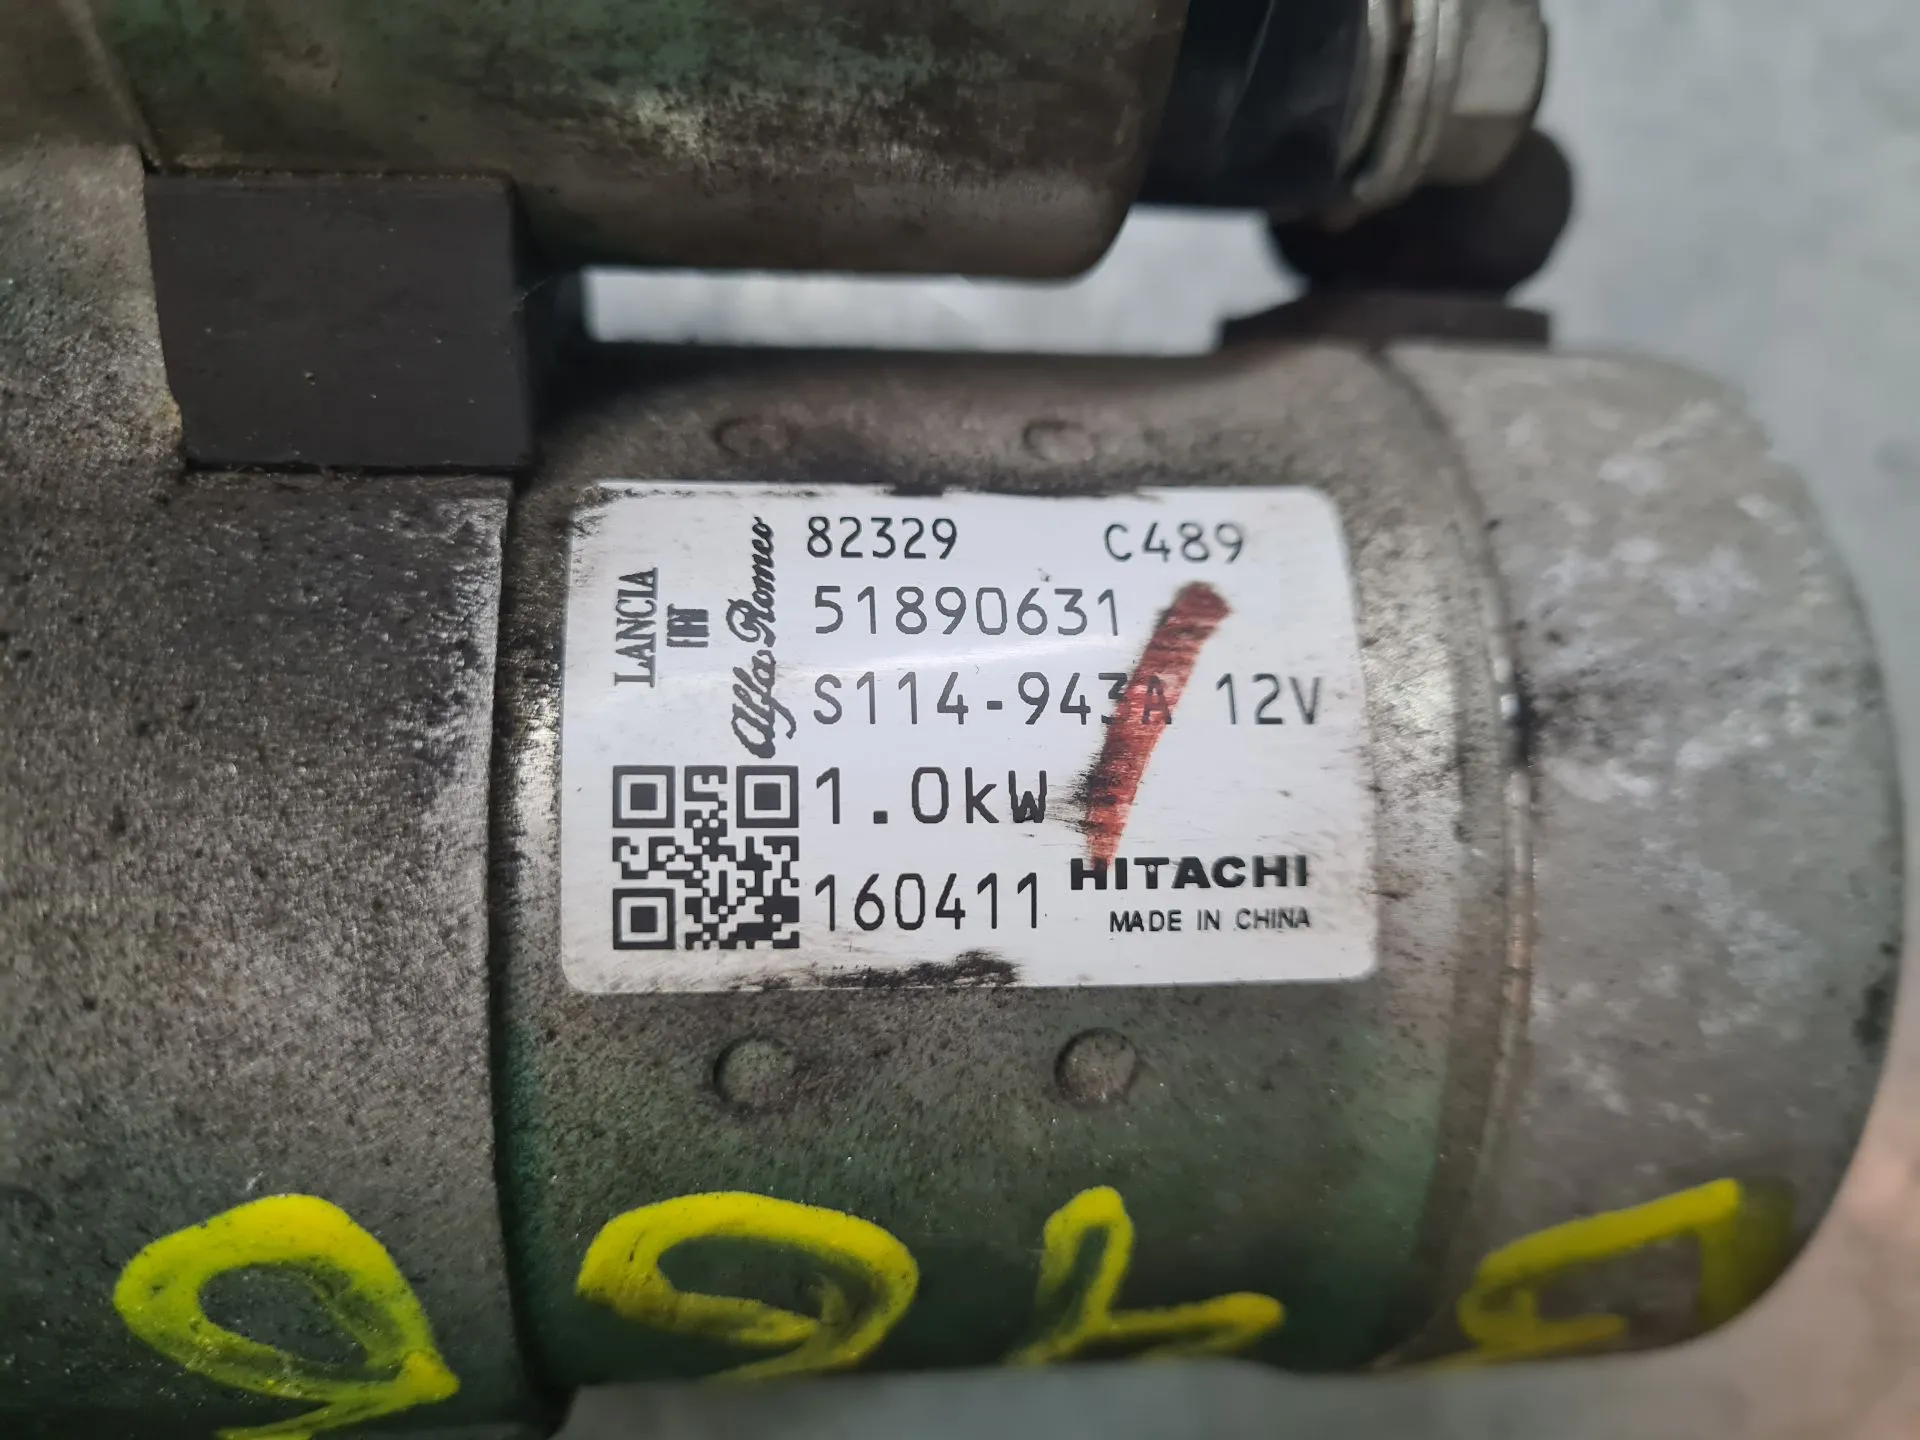 82329 C489
51890631
S114-943A 12V
1.0kW
160411 HITACHI
MADE IN CHINA
LANCIA
FIAT
Alfa Romeo